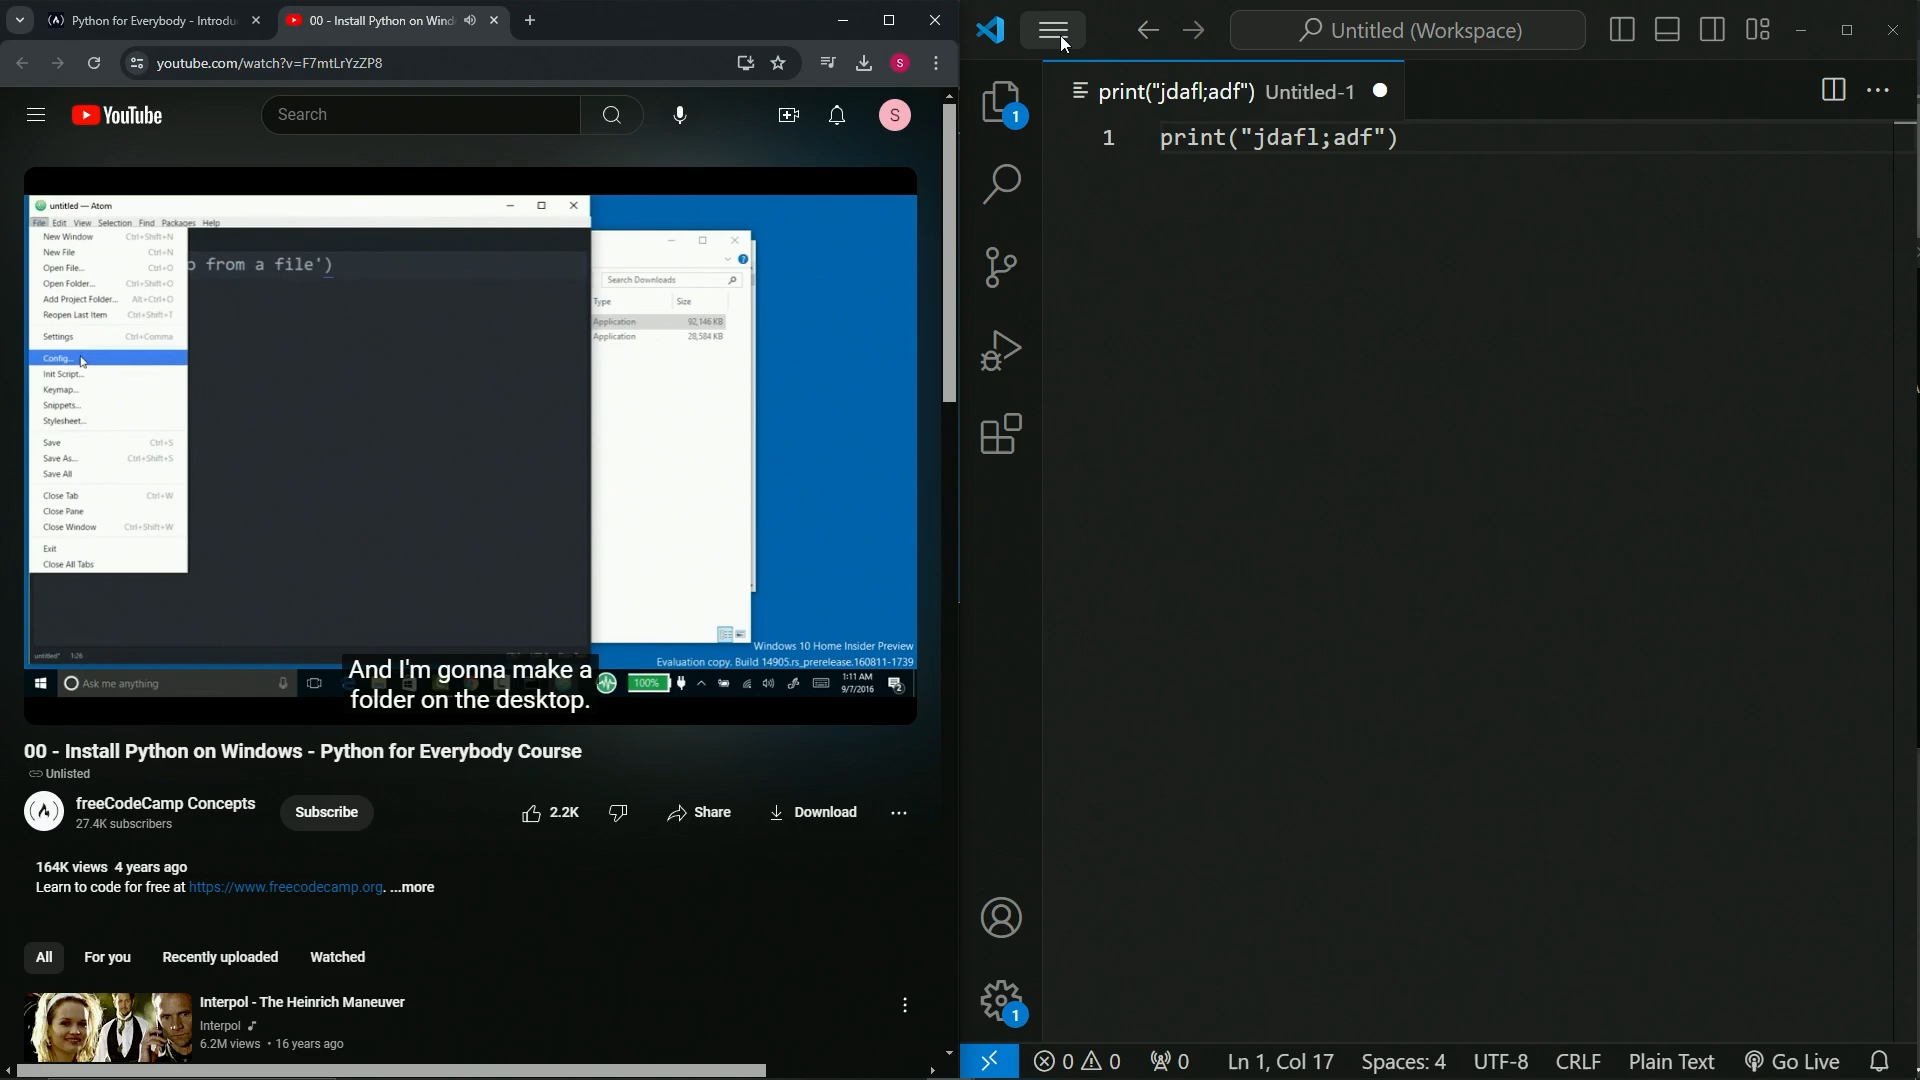 Python for Everybody - Introdu
00 - Install Python on Wind
youtube.com/watch?v=F7mtLrYzZP8
S
YouTube
Search
S
untitled — Atom
File Edit View Selection Find Packages Help
New Window Ctrl+Shift+N
New File Ctrl+N
Open File... Ctrl+O
Open Folder... Ctrl+Shift+O
Add Project Folder... Alt+Ctrl+O
Reopen Last Item Ctrl+Shift+T
Settings Ctrl+Comma
Config...
Init Script...
Keymap...
Snippets...
Stylesheet...
Save Ctrl+S
Save As... Ctrl+Shift+S
Save All
Close Tab Ctrl+W
Close Pane
Close Window Ctrl+Shift+W
Exit
Close All Tabs
from a file')
Search Downloads
Type Size
Application 92,146 KB
Application 28,584 KB
untitled* 1:26
Windows 10 Home Insider Preview
Evaluation copy. Build 14905.rs_prerelease.160811-1739
Ask me anything
100%
1:11 AM
9/7/2016
2
And I'm gonna make a
folder on the desktop.
00 - Install Python on Windows - Python for Everybody Course
Unlisted
freeCodeCamp Concepts
27.4K subscribers
Subscribe
2.2K
Share
Download
164K views 4 years ago
Learn to code for free at https://www.freecodecamp.org. ...more
All For you Recently uploaded Watched
Interpol - The Heinrich Maneuver
Interpol
6.2M views • 16 years ago
Untitled (Workspace)
print("jdafl;adf") Untitled-1
1
1 print("jdafl;adf")
1
0 0 0 Ln 1, Col 17 Spaces: 4 UTF-8 CRLF Plain Text Go Live